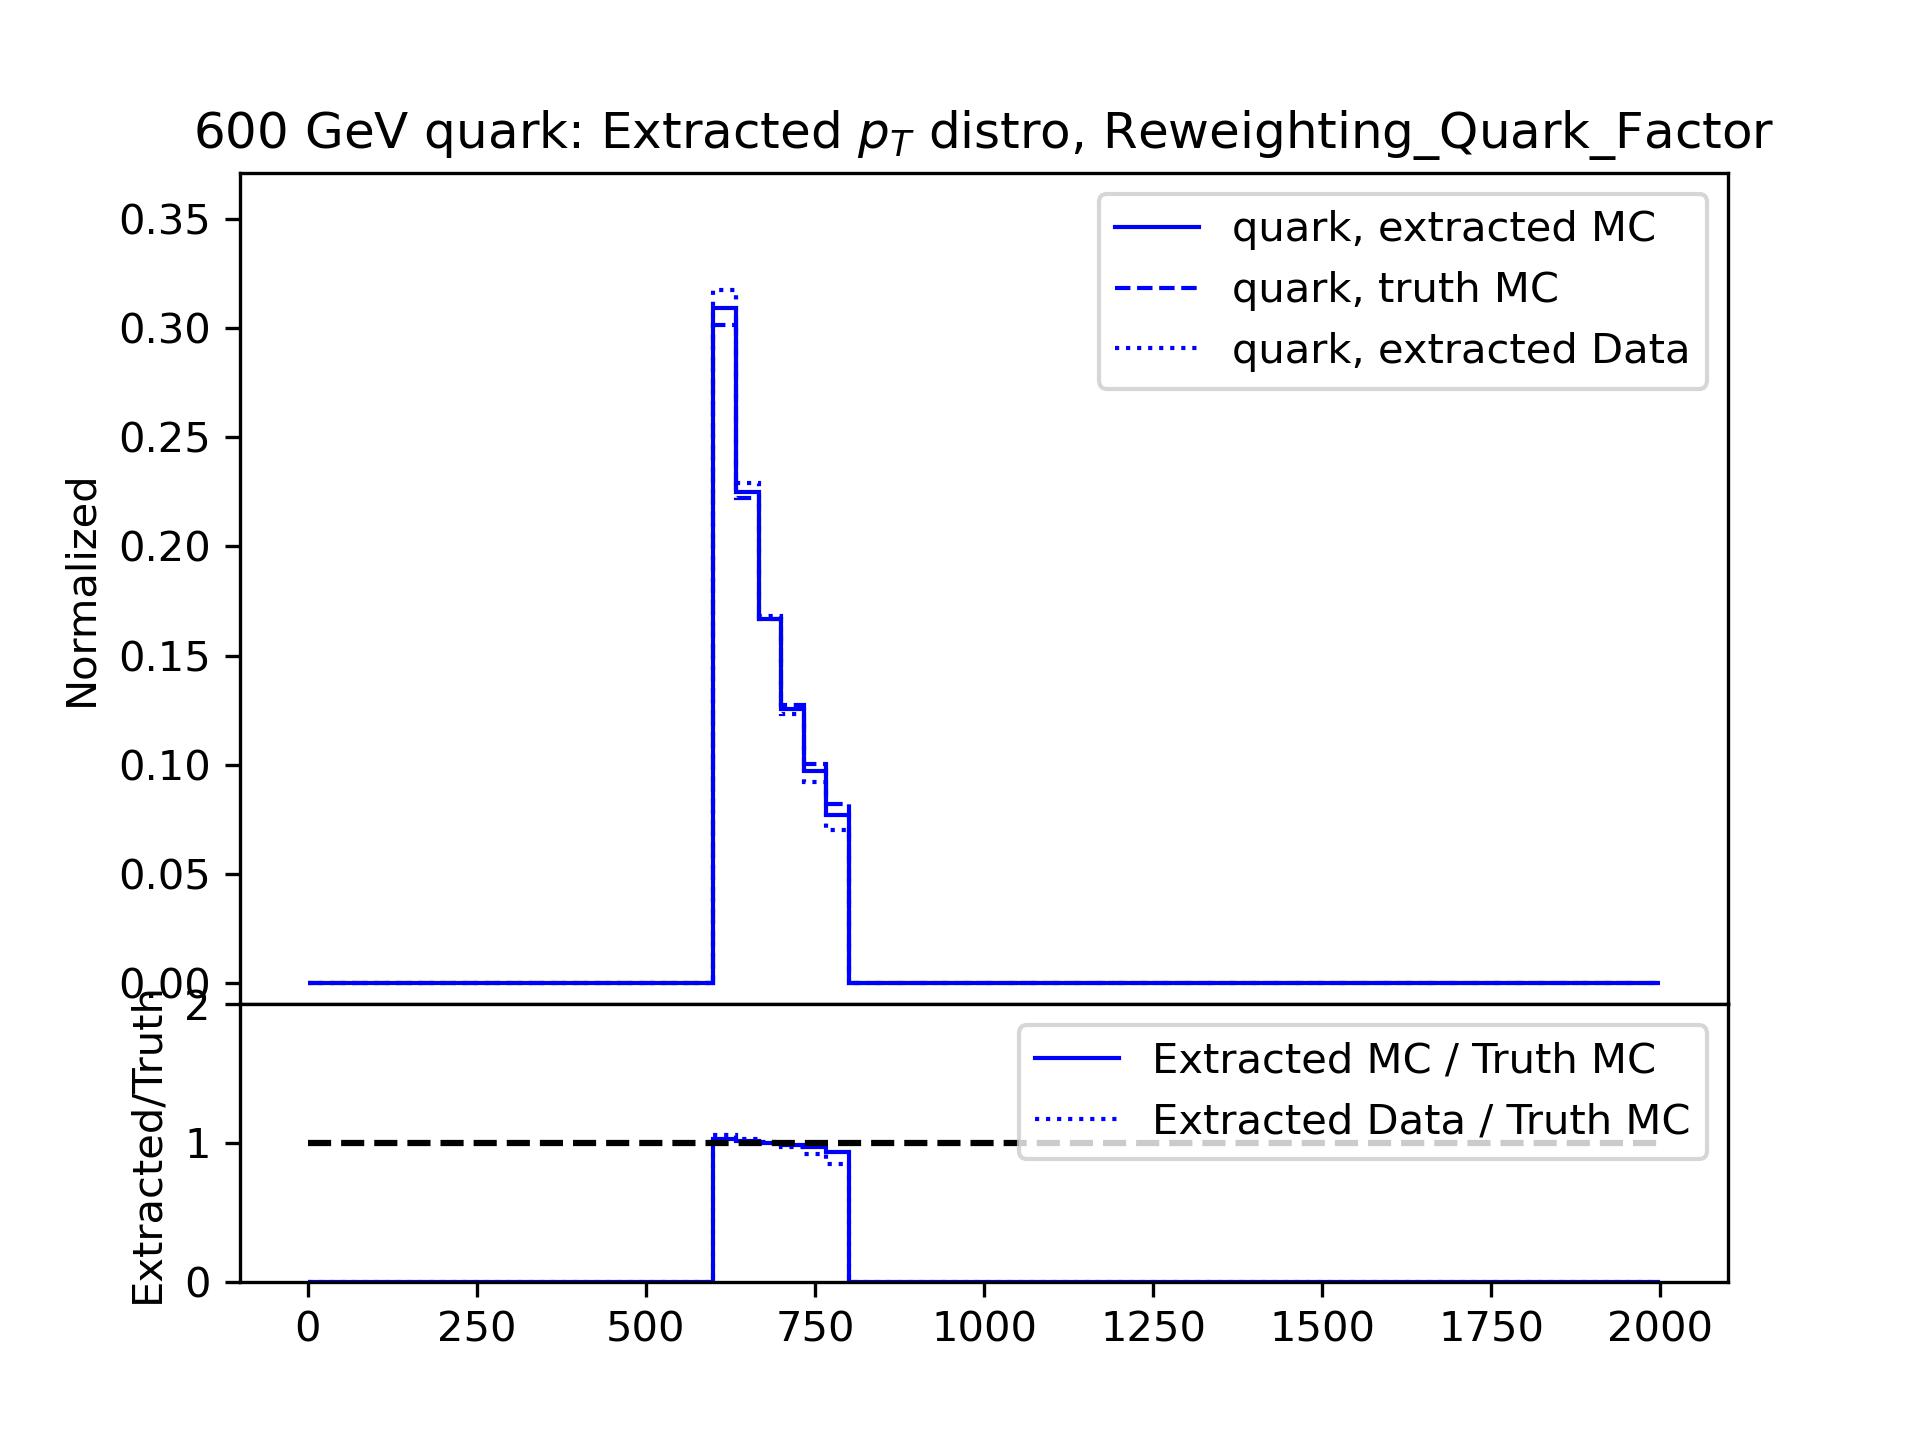 600 GeV quark: Extracted p_T distro, Reweighting_Quark_Factor
Normalized
0.35
0.30
0.25
0.20
0.15
0.10
0.05
0.00
quark, extracted MC
quark, truth MC
quark, extracted Data
Extracted/Truth
2
1
0
Extracted MC / Truth MC
Extracted Data / Truth MC
0 250 500 750 1000 1250 1500 1750 2000